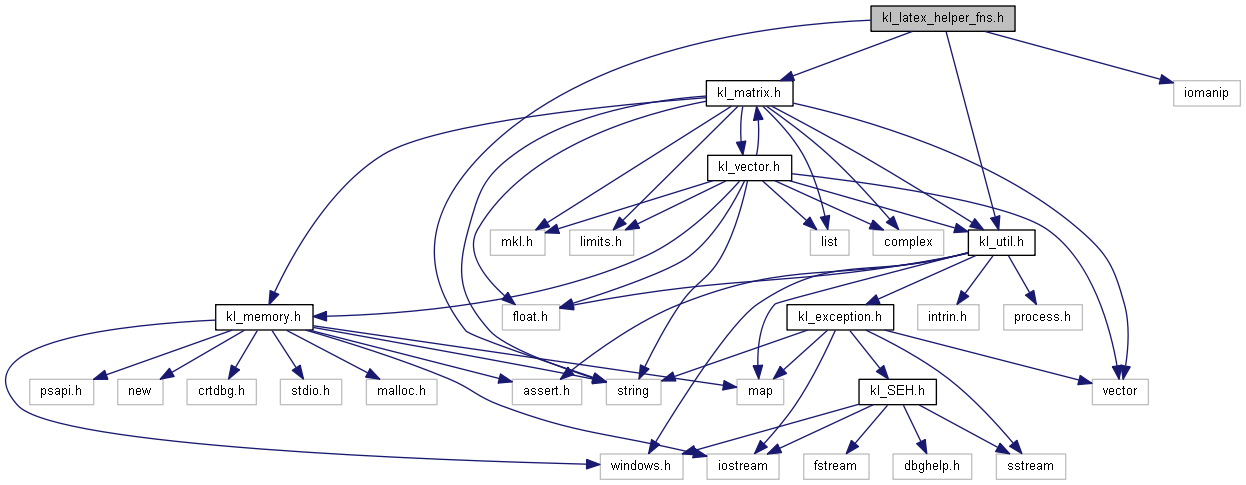 kl_latex_helper_fns.h
kl_matrix.h
iomanip
kl_vector.h
mkl.h
limits.h
list
complex
kl_util.h
kl_memory.h
float.h
kl_exception.h
intrin.h
process.h
psapi.h
new
crtdbg.h
stdio.h
malloc.h
assert.h
string
map
kl_SEH.h
vector
windows.h
iostream
fstream
dbghelp.h
sstream